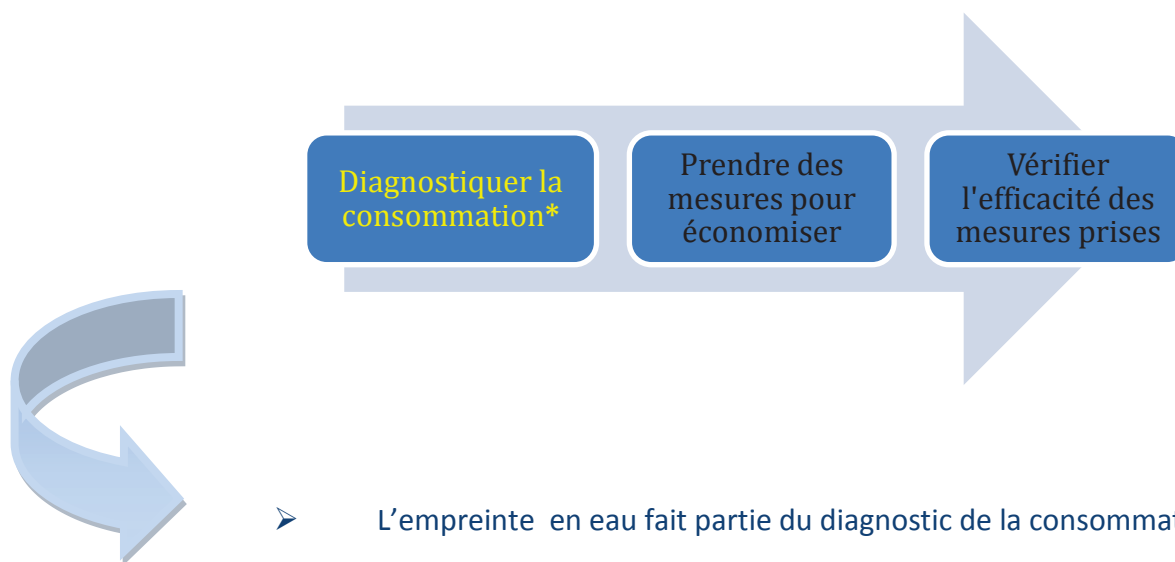 Diagnostiquer la
consommation*
Prendre des
mesures pour
économiser
Vérifier
l'efficacité des
mesures prises
➢ L’empreinte en eau fait partie du diagnostic de la